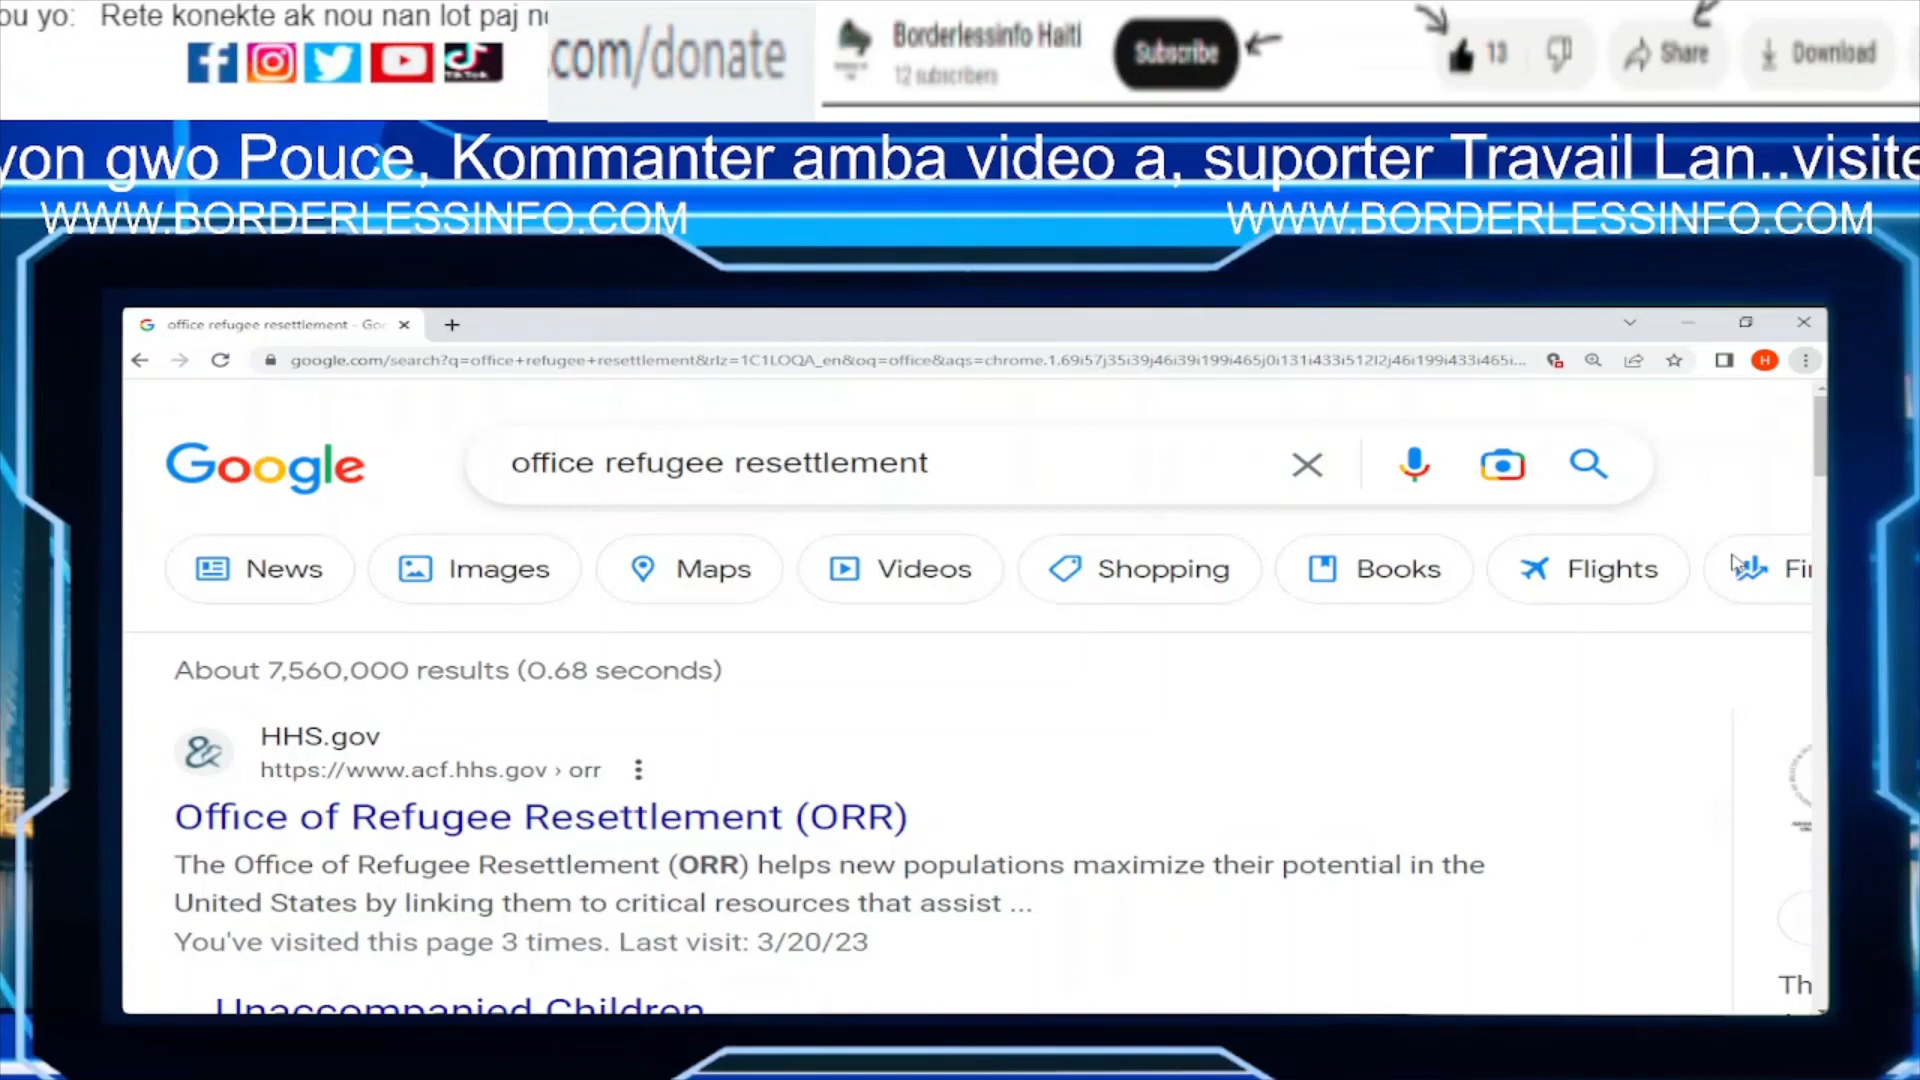 ou yo: Rete konekte ak nou nan lot paj n
.com/donate
Borderlessinfo Haiti
12 subscribers
Subscribe
13
Share
Download
yon gwo Pouce, Kommanter amba video a, suporter Travail Lan..visite
WWW.BORDERLESSINFO.COM
WWW.BORDERLESSINFO.COM
office refugee resettlement - Goo
google.com/search?q=office+refugee+resettlement&rlz=1C1LOQA_en&oq=office&aqs=chrome.1.69i57j35i39j46i39i199i465j0i131i433i512l2j46i199i433i465i...
H
Google
office refugee resettlement
News
Images
Maps
Videos
Shopping
Books
Flights
Fin
About 7,560,000 results (0.68 seconds)
HHS.gov
https://www.acf.hhs.gov › orr
Office of Refugee Resettlement (ORR)
The Office of Refugee Resettlement (ORR) helps new populations maximize their potential in the
United States by linking them to critical resources that assist ...
You've visited this page 3 times. Last visit: 3/20/23
Th
Unaccompanied Children